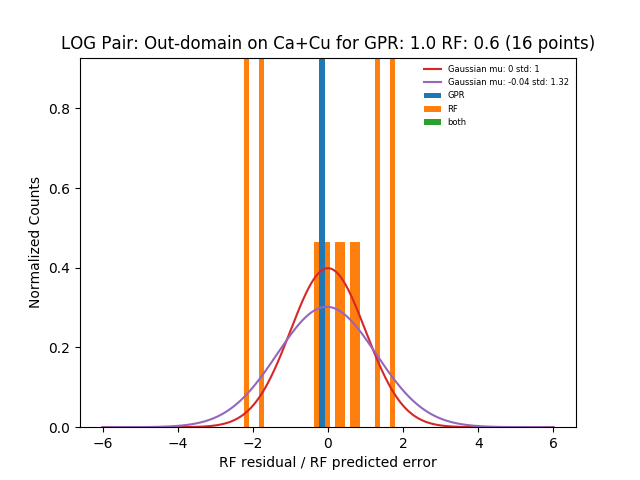 LOG Pair: Out-domain on Ca+Cu for GPR: 1.0 RF: 0.6 (16 points)
Gaussian mu: 0 std: 1
Gaussian mu: -0.04 std: 1.32
GPR
RF
both
Normalized Counts
0.8
0.6
0.4
0.2
0.0
−6 −4 −2 0 2 4 6
RF residual / RF predicted error